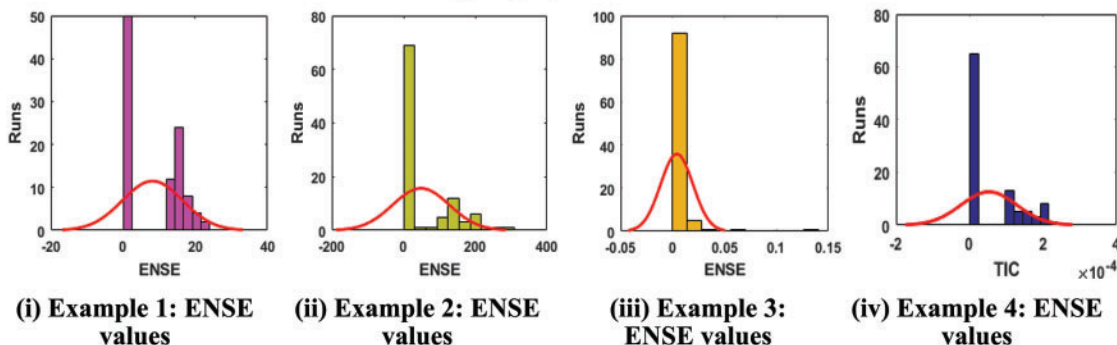 50
40
30
20
10
0
Runs
-20 0 20 40
ENSE
(i) Example 1: ENSE
values
80
60
40
20
0
Runs
-200 0 200 400
ENSE
(ii) Example 2: ENSE
values
100
80
60
40
20
0
Runs
-0.05 0 0.05 0.1 0.15
ENSE
(iii) Example 3:
ENSE values
80
60
40
20
0
Runs
-2 0 2 4
×10⁻⁴
TIC
(iv) Example 4: ENSE
values